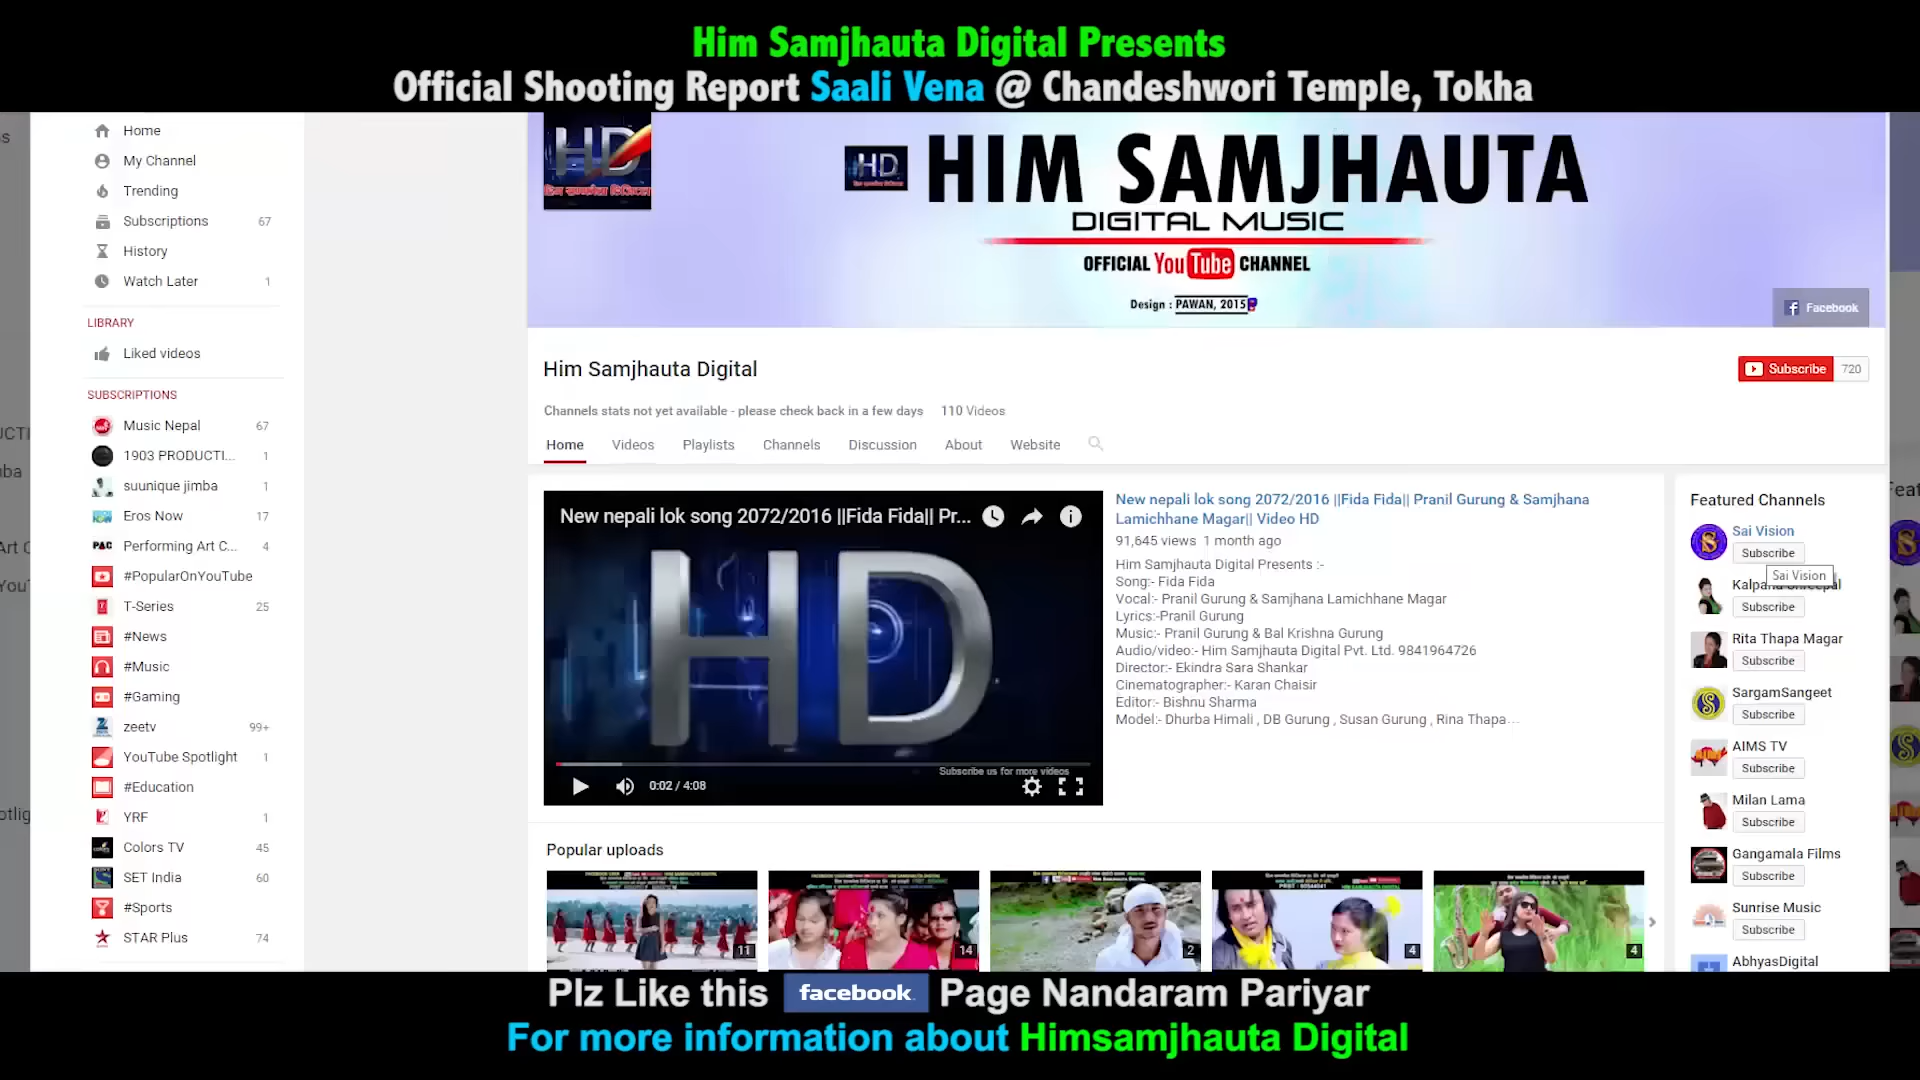 Him Samjhauta Digital Presents
Official Shooting Report Saali Vena @ Chandeshwori Temple, Tokha
Home
My Channel
Trending
Subscriptions 67
History
Watch Later 1
LIBRARY
Liked videos
SUBSCRIPTIONS
Music Nepal 67
1903 PRODUCTI... 1
suunique jimba 1
Eros Now 17
Performing Art C... 4
#PopularOnYouTube
T-Series 25
#News
#Music
#Gaming
zeetv 99+
YouTube Spotlight 1
#Education
YRF 1
Colors TV 45
SET India 60
#Sports
STAR Plus 74
HD
हिम सम्झौता डिजिटल
HD HIM SAMJHAUTA
DIGITAL MUSIC
OFFICIAL YouTube CHANNEL
Design : PAWAN, 2015
Facebook
Him Samjhauta Digital
Subscribe 720
Channels stats not yet available - please check back in a few days 110 Videos
Home Videos Playlists Channels Discussion About Website
New nepali lok song 2072/2016 ||Fida Fida|| Pr...
HD
Subscribe us for more videos
0:02 / 4:08
New nepali lok song 2072/2016 ||Fida Fida|| Pranil Gurung & Samjhana
Lamichhane Magar|| Video HD
91,645 views 1 month ago
Him Samjhauta Digital Presents :-
Song:- Fida Fida
Vocal:- Pranil Gurung & Samjhana Lamichhane Magar
Lyrics:-Pranil Gurung
Music:- Pranil Gurung & Bal Krishna Gurung
Audio/video:- Him Samjhauta Digital Pvt. Ltd. 9841964726
Director:- Ekindra Sara Shankar
Cinematographer:- Karan Chaisir
Editor:- Bishnu Sharma
Model:- Dhurba Himali , DB Gurung , Susan Gurung , Rina Thapa...
Popular uploads
11
14
2
4
4
Featured Channels
Sai Vision
Subscribe
Sai Vision
Subscribe
Rita Thapa Magar
Subscribe
SargamSangeet
Subscribe
AIMS TV
Subscribe
Milan Lama
Subscribe
Gangamala Films
Subscribe
Sunrise Music
Subscribe
AbhyasDigital
Plz Like this facebook Page Nandaram Pariyar
For more information about Himsamjhauta Digital